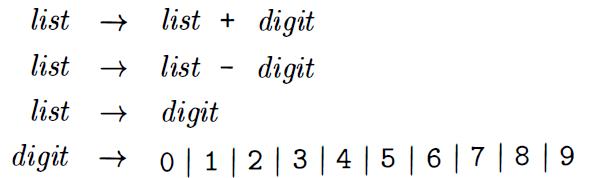 list → list + digit
list → list - digit
list → digit
digit → 0 | 1 | 2 | 3 | 4 | 5 | 6 | 7 | 8 | 9